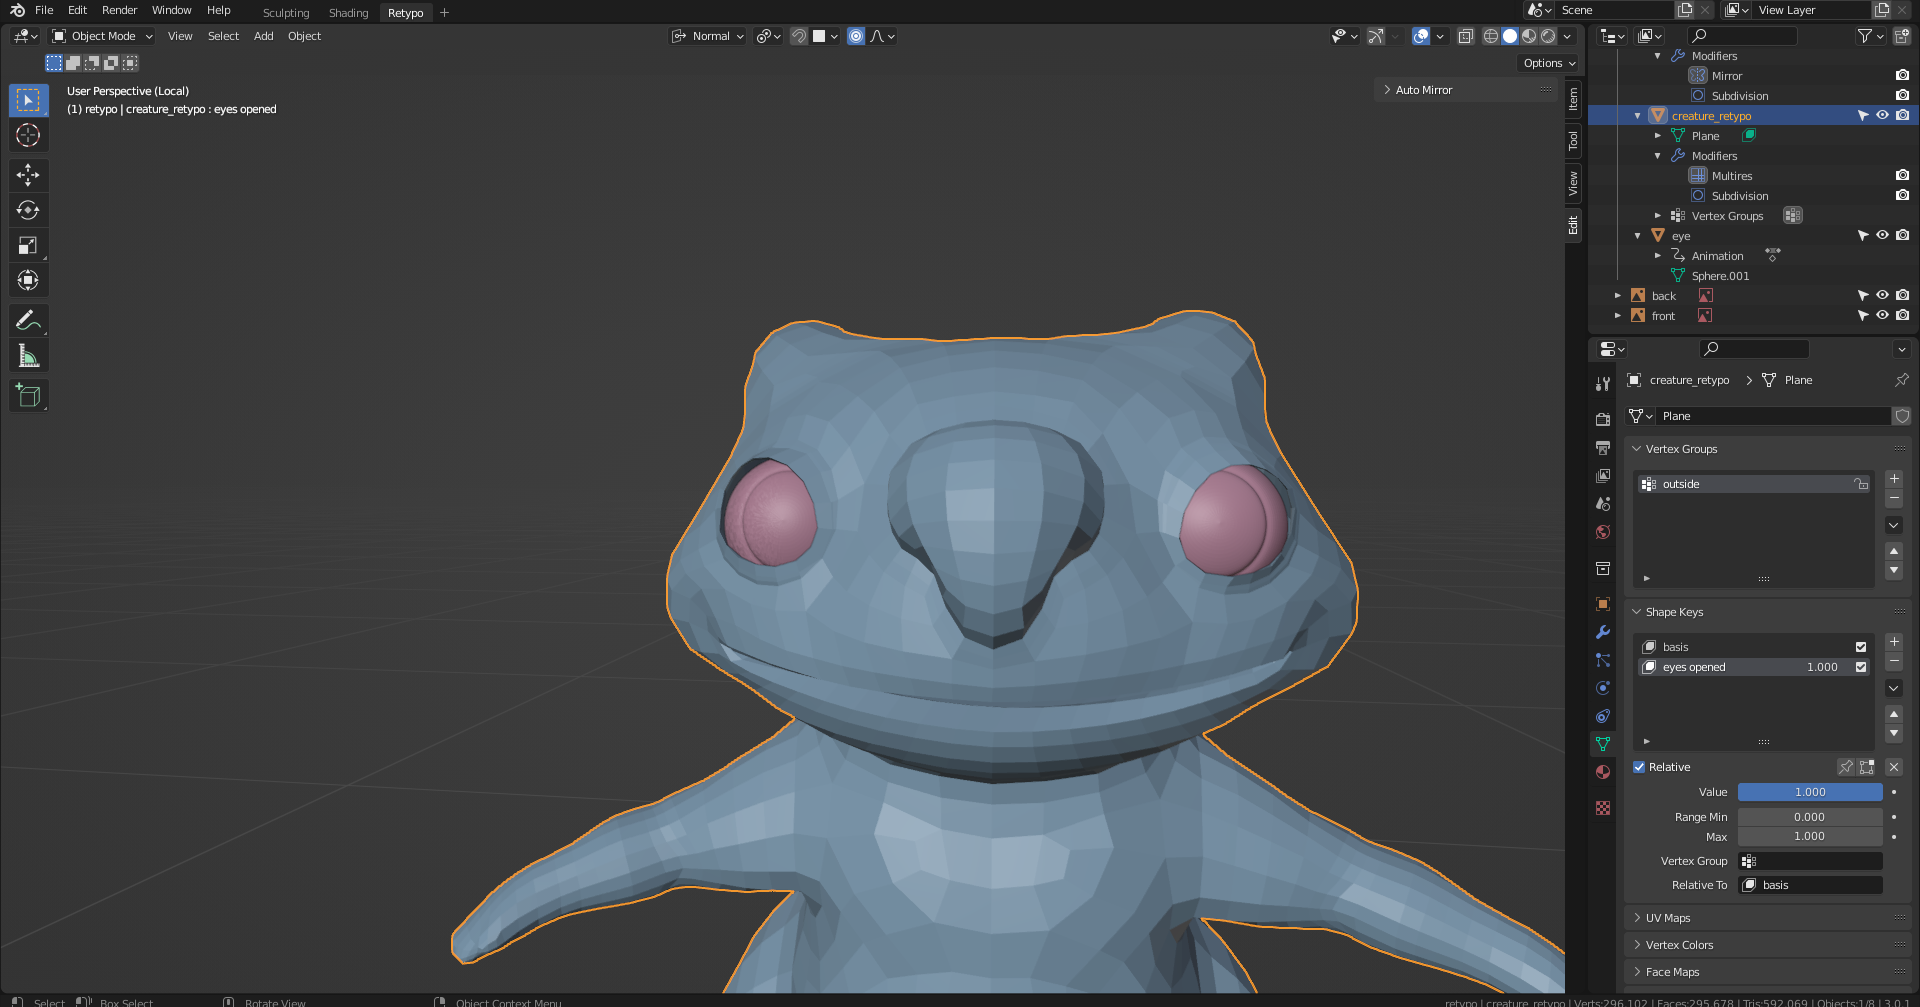 File Edit Render Window Help Sculpting Shading Retypo Scene View Layer
Object Mode View Select Add Object Normal
Options
User Perspective (Local)
(1) retypo | creature_retypo : eyes opened
Auto Mirror
Item
Tool
View
Edit
Modifiers
Mirror
Subdivision
creature_retypo
Plane
Modifiers
Multires
Subdivision
Vertex Groups
eye
Animation
Sphere.001
back
front
creature_retypo > Plane
Plane
Vertex Groups
outside
Shape Keys
basis
eyes opened 1.000
Relative
Value 1.000
Range Min 0.000
Max 1.000
Vertex Group
Relative To basis
UV Maps
Vertex Colors
Face Maps
Select Box Select Rotate View Object Context Menu retypo | creature_retypo | Verts:296,102 | Faces:295,678 | Tris:592,069 | Objects:1/8 | 3.0.1